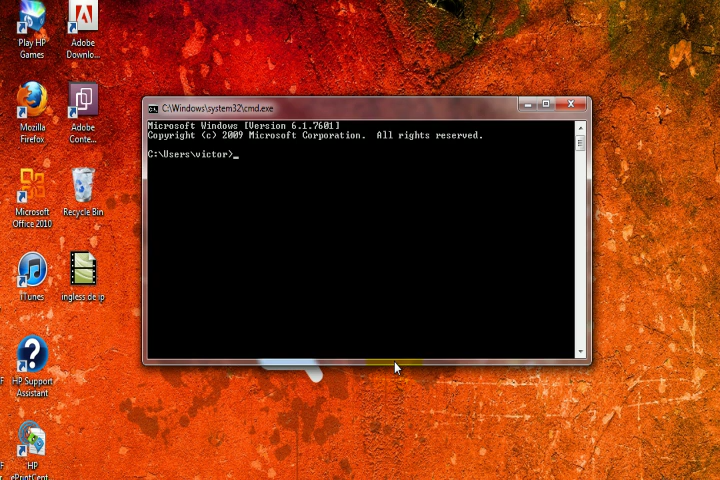 Play HP
Games
Adobe
Downlo...
Mozilla
Firefox
Adobe
Conte...
Microsoft
Office 2010
Recycle Bin
iTunes
ingless de ip
HP Support
Assistant
HP
ePrintCent...
C:\Windows\system32\cmd.exe
Microsoft Windows [Version 6.1.7601]
Copyright (c) 2009 Microsoft Corporation.  All rights reserved.
C:\Users\victor>_